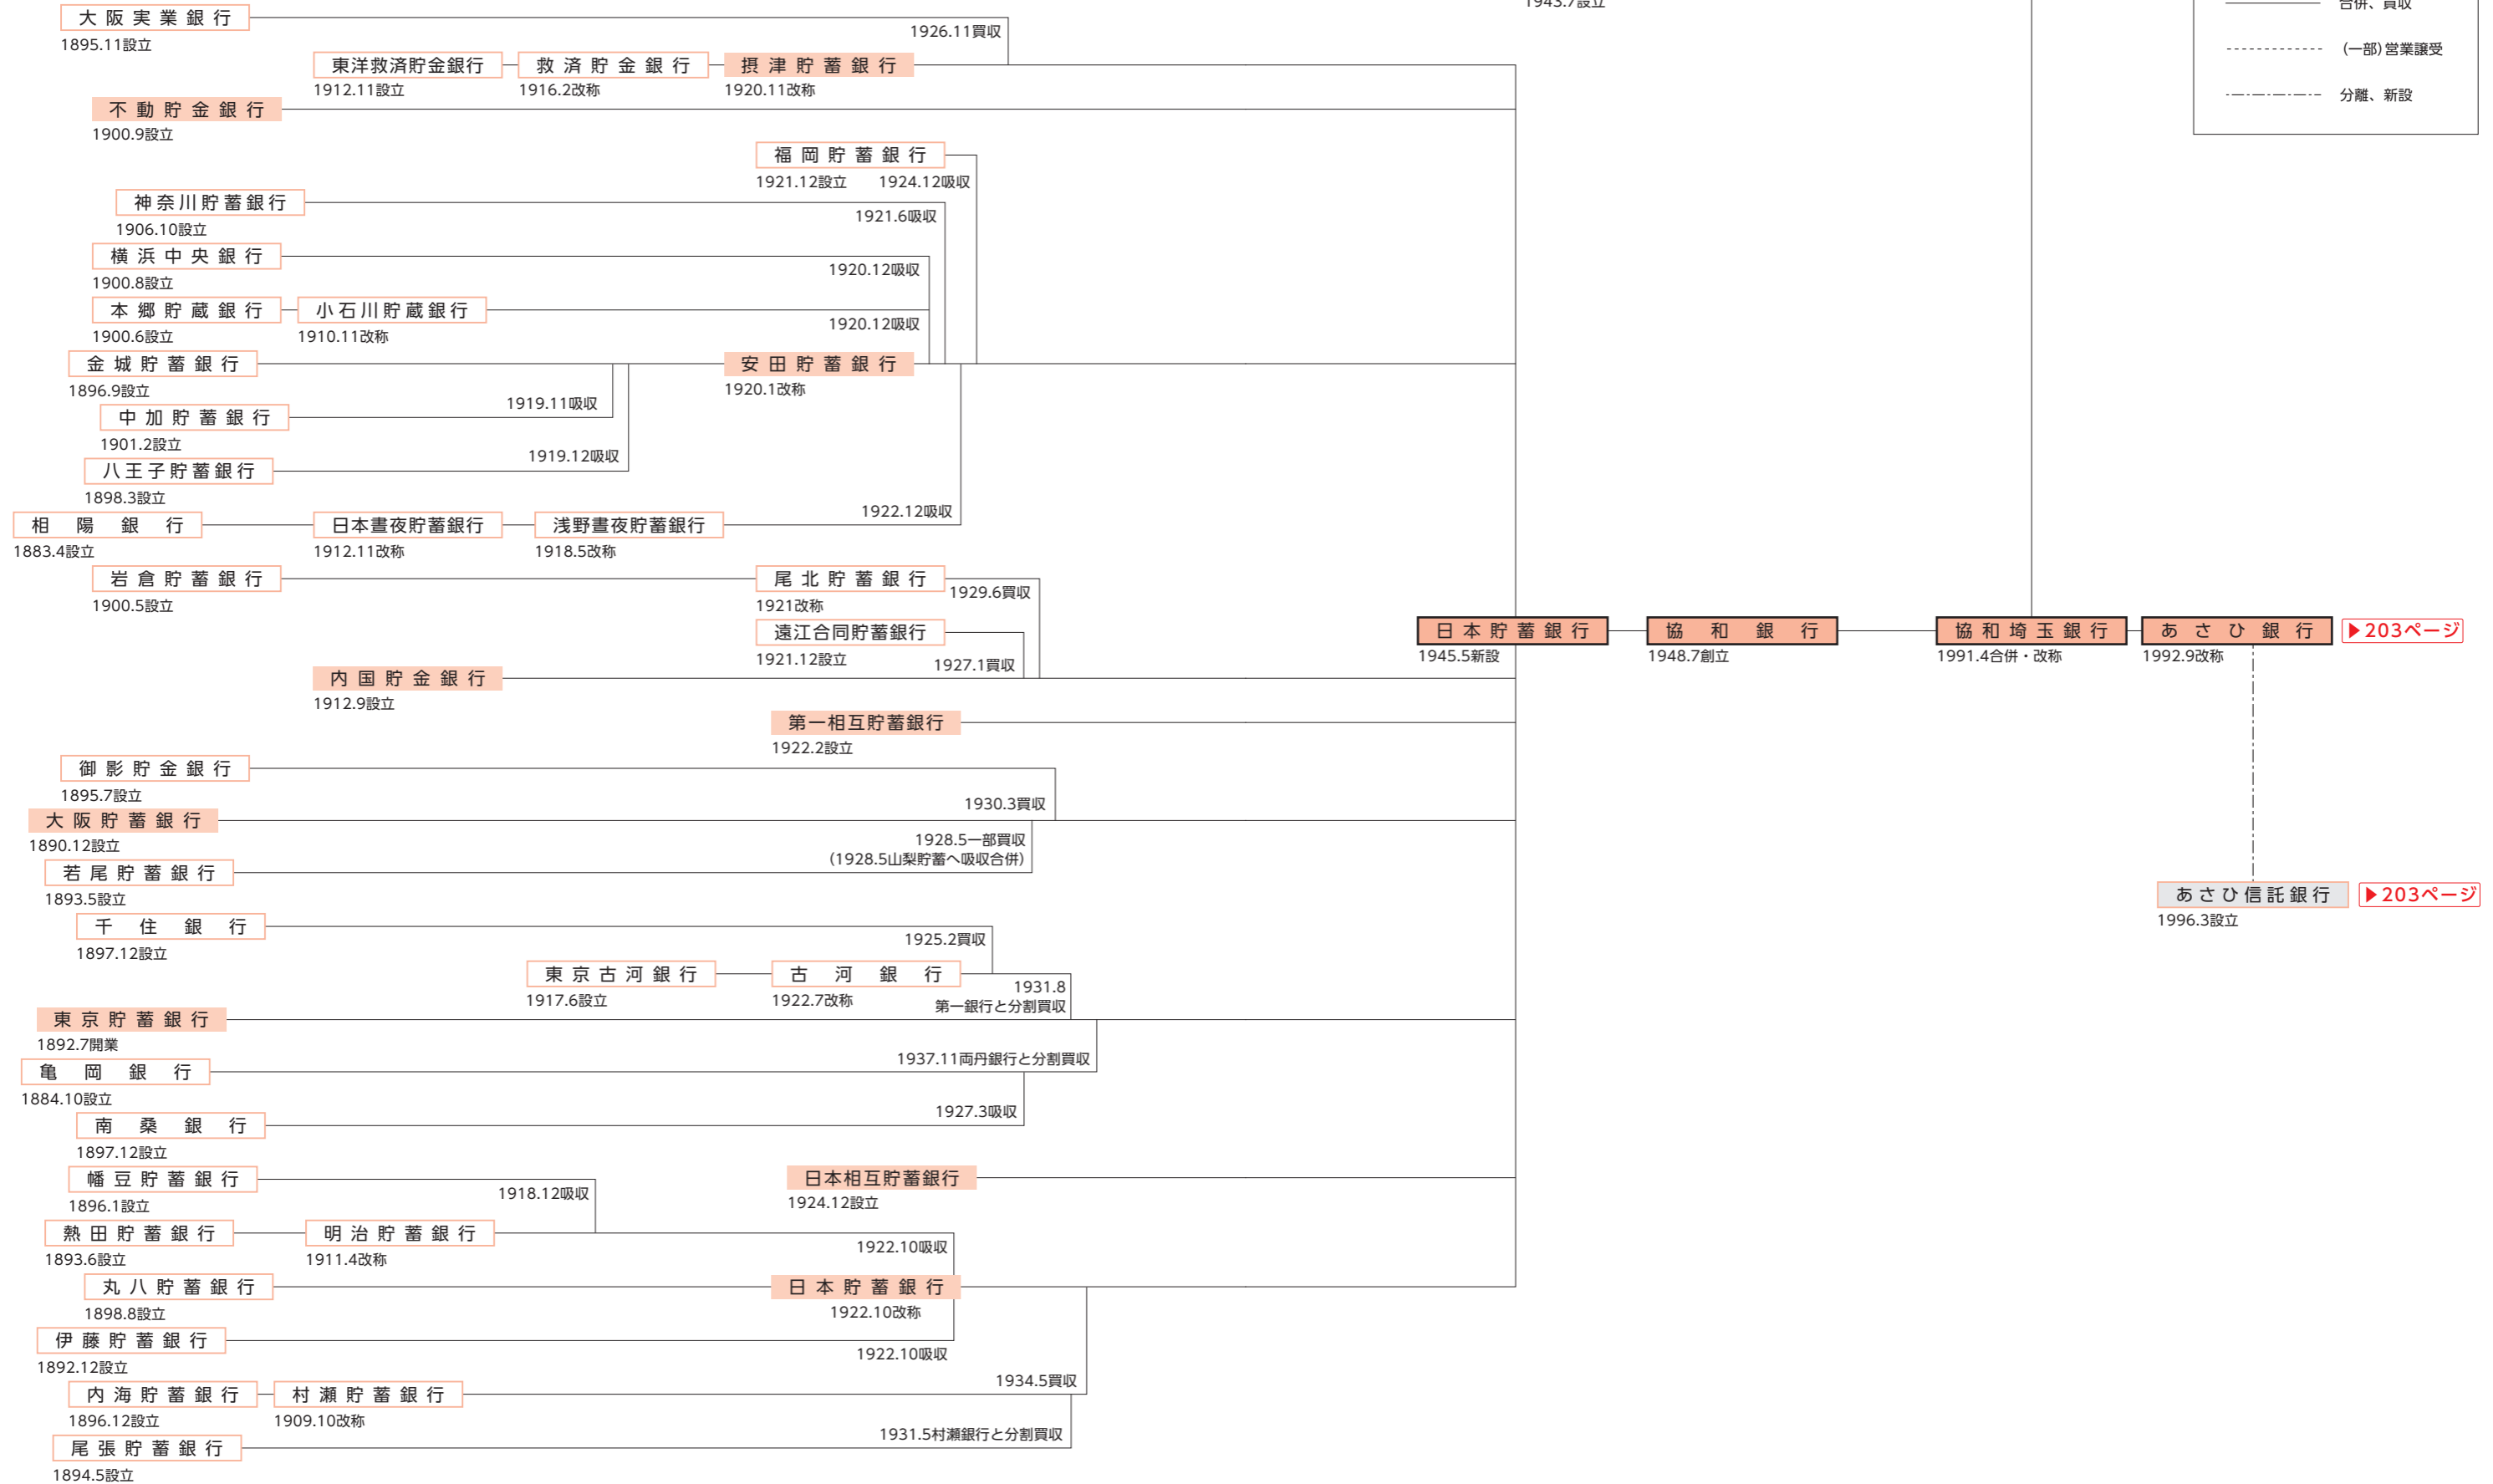 1943.7設立
合併、買収
(一部)営業譲受
分離、新設
大阪実業銀行
1895.11設立
1926.11買収
東洋救済貯金銀行
救済貯金銀行
摂津貯蓄銀行
1912.11設立
1916.2改称
1920.11改称
不動貯金銀行
1900.9設立
福岡貯蓄銀行
1921.12設立
1924.12吸収
神奈川貯蓄銀行
1906.10設立
1921.6吸収
横浜中央銀行
1900.8設立
1920.12吸収
本郷貯蔵銀行
小石川貯蔵銀行
1900.6設立
1910.11改称
1920.12吸収
金城貯蓄銀行
安田貯蓄銀行
1896.9設立
1920.1改称
中加貯蓄銀行
1901.2設立
1919.11吸収
八王子貯蓄銀行
1898.3設立
1919.12吸収
相陽銀行
日本晝夜貯蓄銀行
浅野晝夜貯蓄銀行
1883.4設立
1912.11改称
1918.5改称
1922.12吸収
岩倉貯蓄銀行
尾北貯蓄銀行
1900.5設立
1921改称
1929.6買収
遠江合同貯蓄銀行
1921.12設立
1927.1買収
日本貯蓄銀行
協和銀行
協和埼玉銀行
あさひ銀行
▶203ページ
1945.5新設
1948.7創立
1991.4合併・改称
1992.9改称
内国貯金銀行
1912.9設立
第一相互貯蓄銀行
1922.2設立
御影貯金銀行
1895.7設立
1930.3買収
大阪貯蓄銀行
1890.12設立
1928.5一部買収
(1928.5山梨貯蓄へ吸収合併)
若尾貯蓄銀行
1893.5設立
あさひ信託銀行
▶203ページ
1996.3設立
千住銀行
1897.12設立
1925.2買収
東京古河銀行
古河銀行
1917.6設立
1922.7改称
1931.8
第一銀行と分割買収
東京貯蓄銀行
1892.7開業
亀岡銀行
1884.10設立
1937.11両丹銀行と分割買収
南桑銀行
1897.12設立
1927.3吸収
幡豆貯蓄銀行
1896.1設立
1918.12吸収
日本相互貯蓄銀行
1924.12設立
熱田貯蓄銀行
明治貯蓄銀行
1893.6設立
1911.4改称
1922.10吸収
丸八貯蓄銀行
日本貯蓄銀行
1898.8設立
1922.10改称
伊藤貯蓄銀行
1892.12設立
1922.10吸収
内海貯蓄銀行
村瀬貯蓄銀行
1896.12設立
1909.10改称
1934.5買収
尾張貯蓄銀行
1894.5設立
1931.5村瀬銀行と分割買収